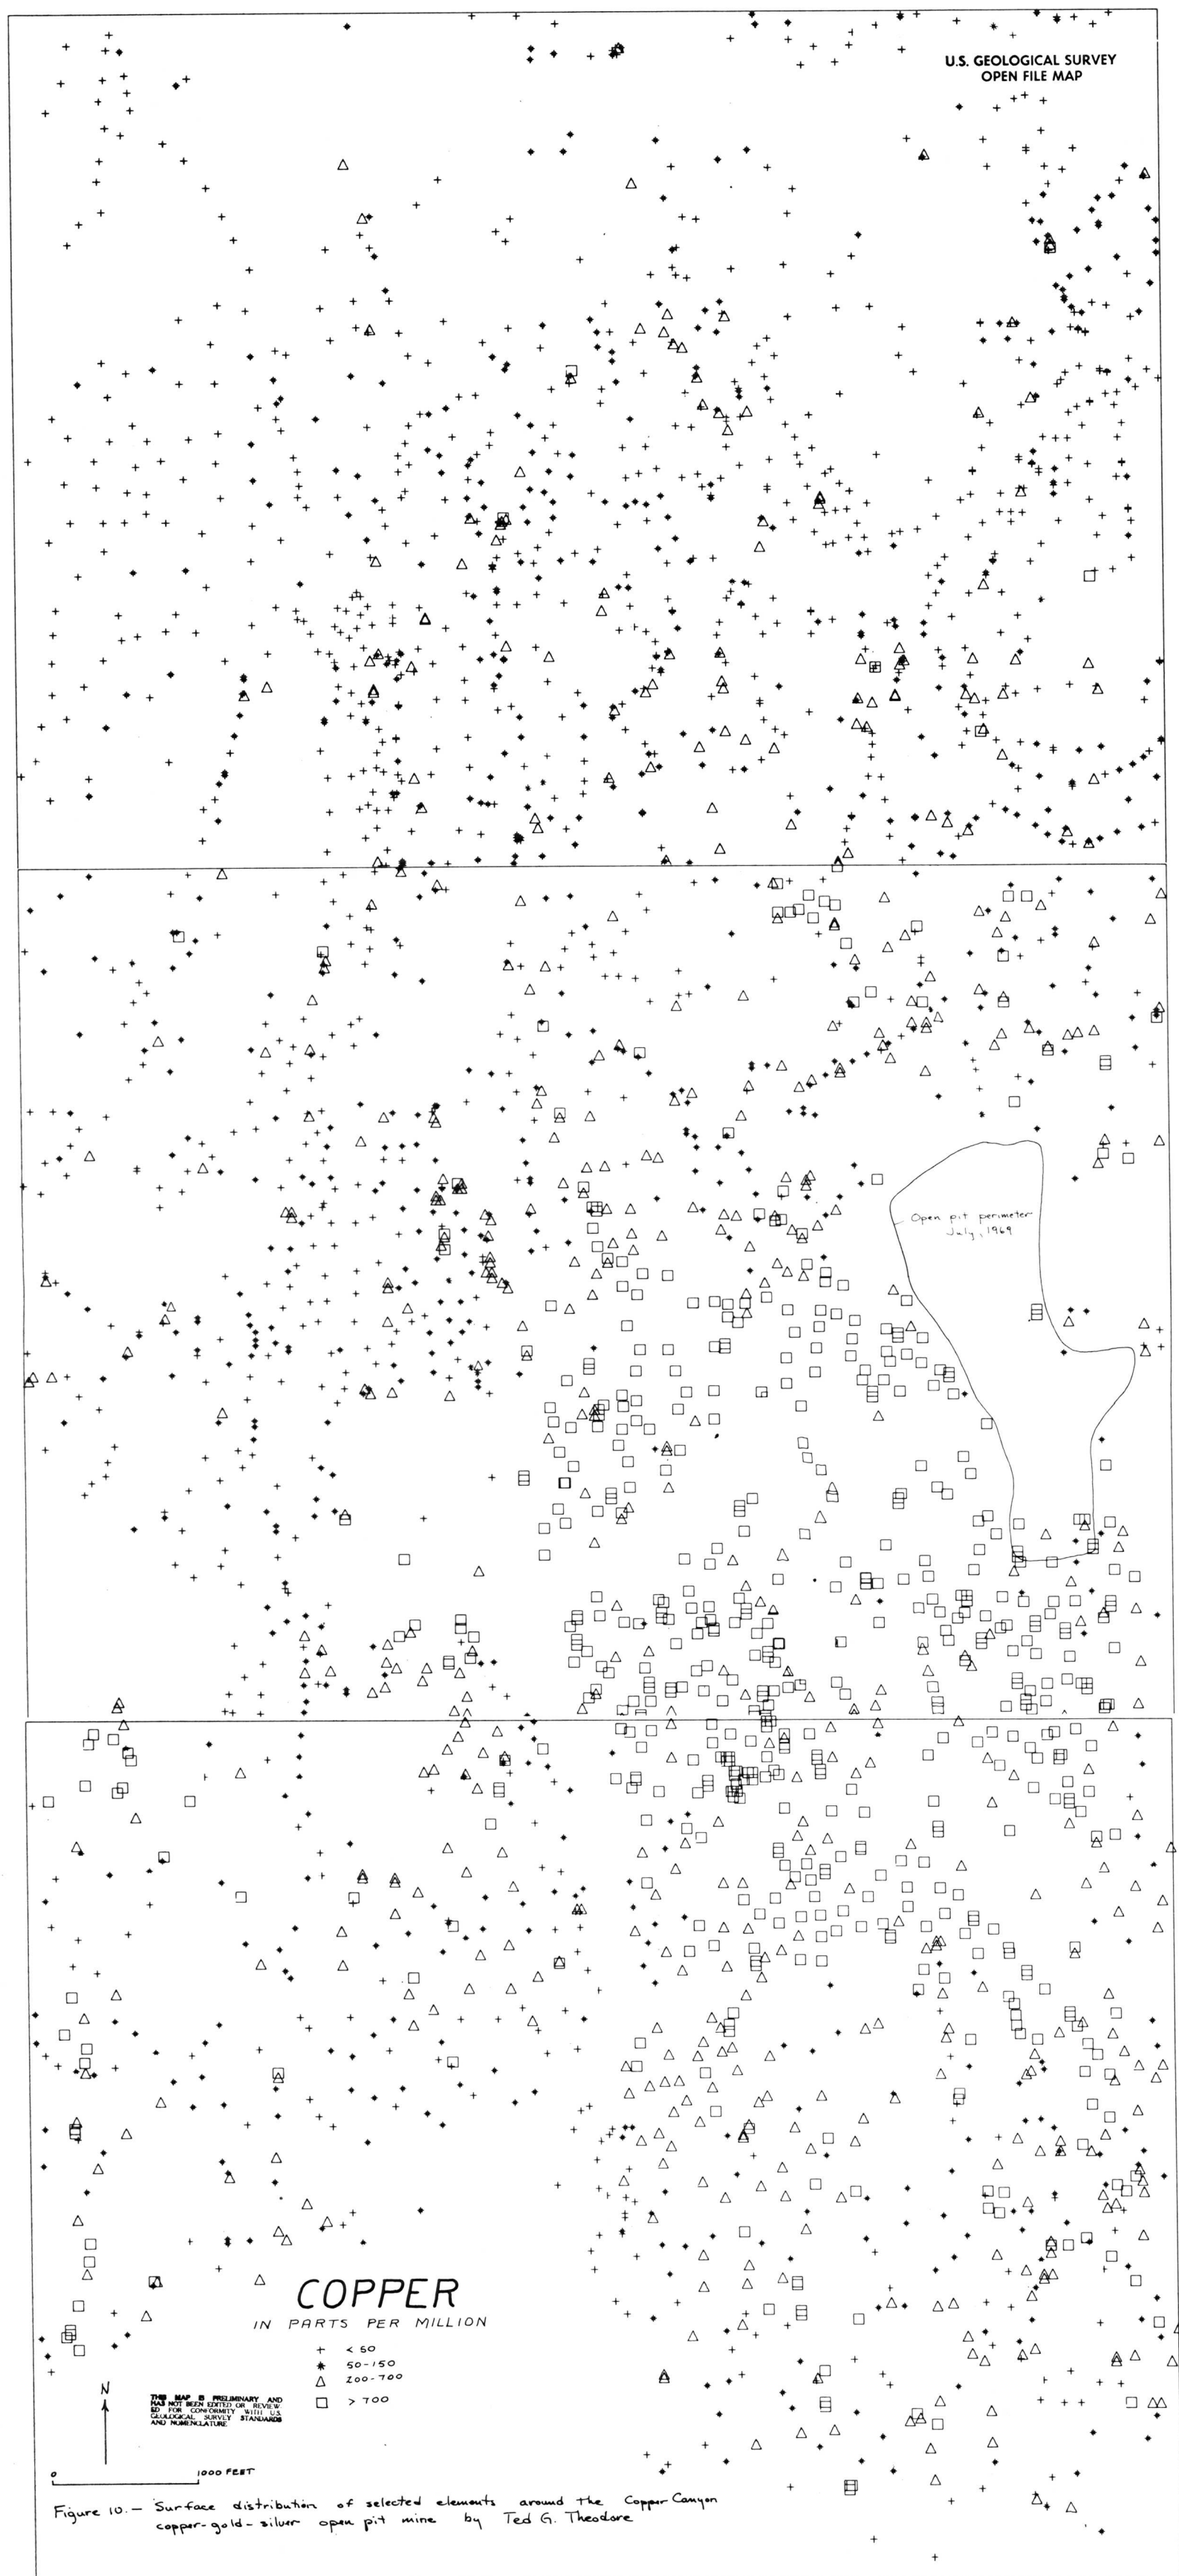 U.S. GEOLOGICAL SURVEY
OPEN FILE MAP
Open pit perimeter
July, 1969
COPPER
IN PARTS PER MILLION
+ < 50
50-150
△ 200-700
□ > 700
N
THIS MAP IS PRELIMINARY AND
HAS NOT BEEN EDITED OR REVIEW
ED FOR CONFORMITY WITH U.S.
GEOLOGICAL SURVEY STANDARDS
AND NOMENCLATURE
0 1000 FEET
Figure 10.— Surface distribution of selected elements around the Copper Canyon
copper-gold-silver open pit mine by Ted G. Theodore